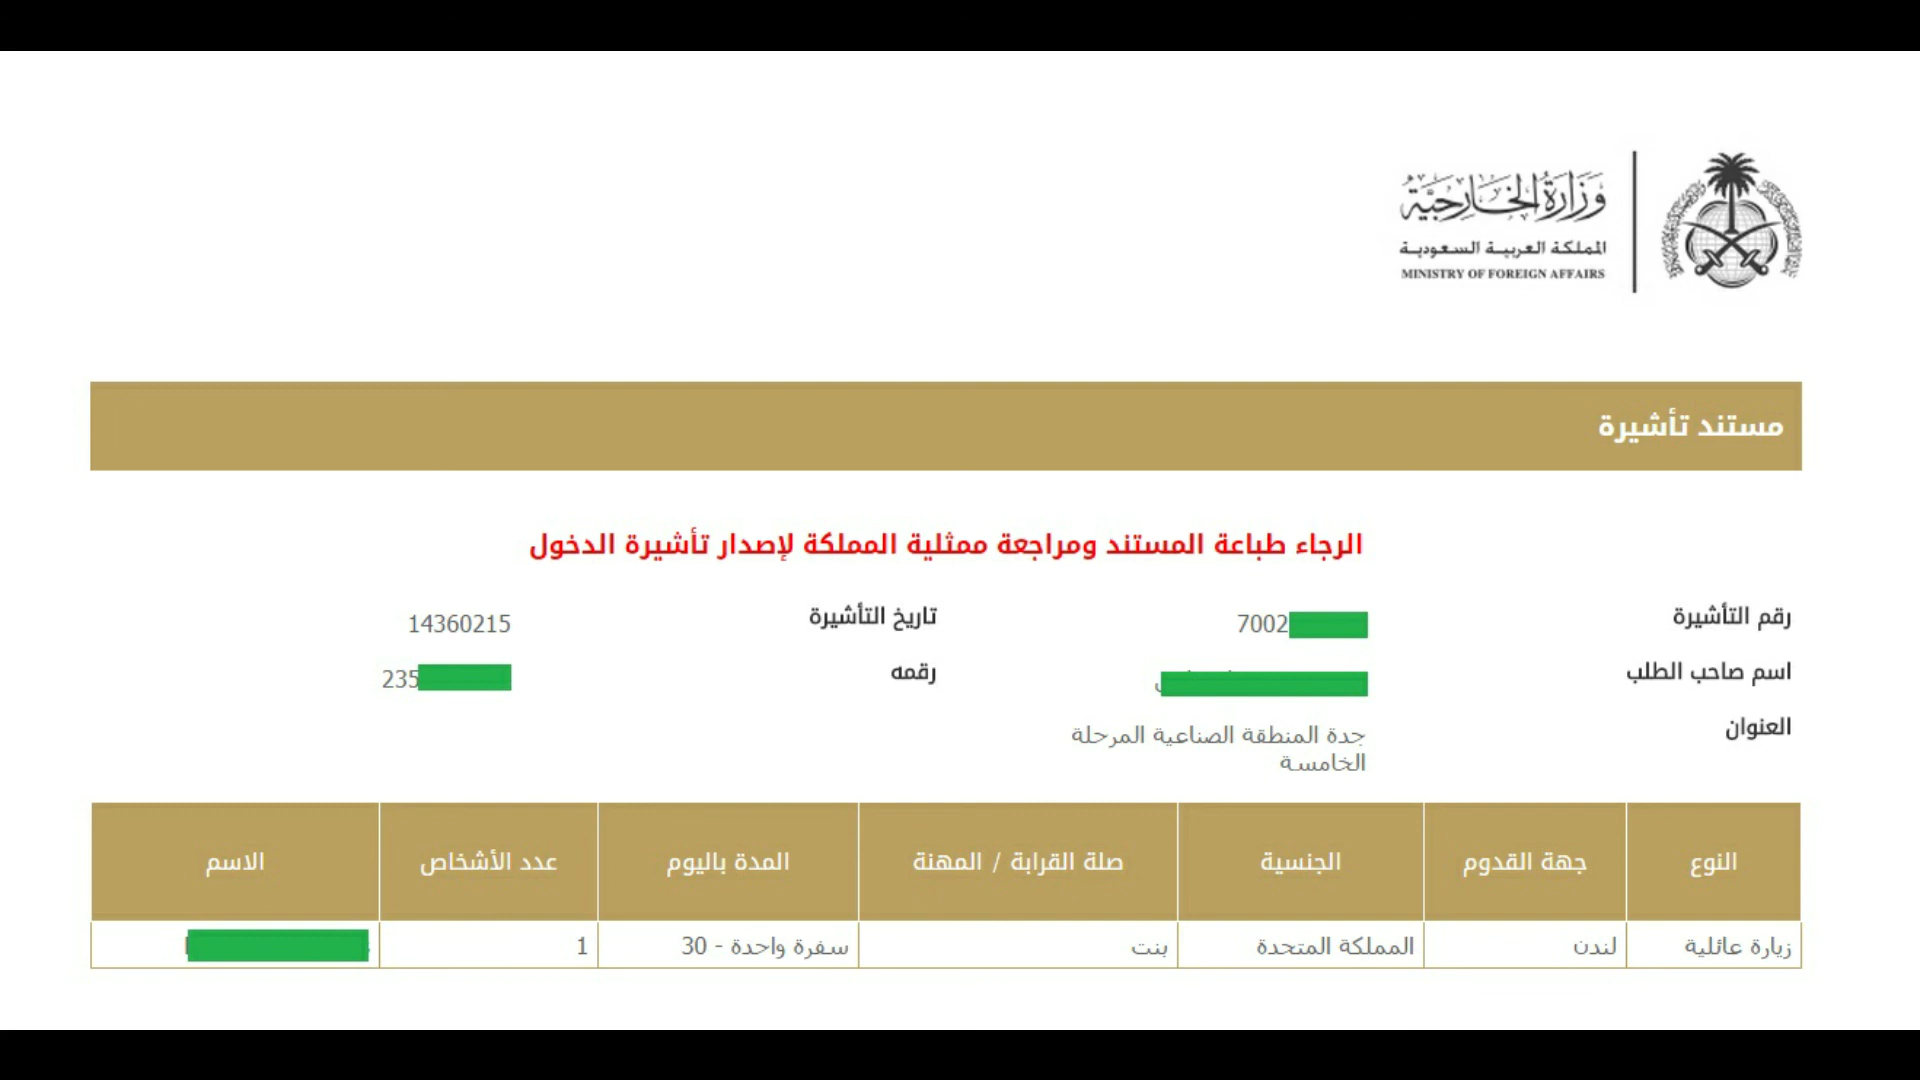 وزارة الخارجية
المملكة العربية السعودية
MINISTRY OF FOREIGN AFFAIRS
مستند تأشيرة
الرجاء طباعة المستند ومراجعة ممثلية المملكة لإصدار تأشيرة الدخول
رقم التأشيرة 7002 تاريخ التأشيرة 14360215
اسم صاحب الطلب رقمه 235
العنوان جدة المنطقة الصناعية المرحلة
الخامسة
النوع جهة القدوم الجنسية صلة القرابة / المهنة المدة باليوم عدد الأشخاص الاسم
زيارة عائلية لندن المملكة المتحدة بنت سفرة واحدة - 30 1